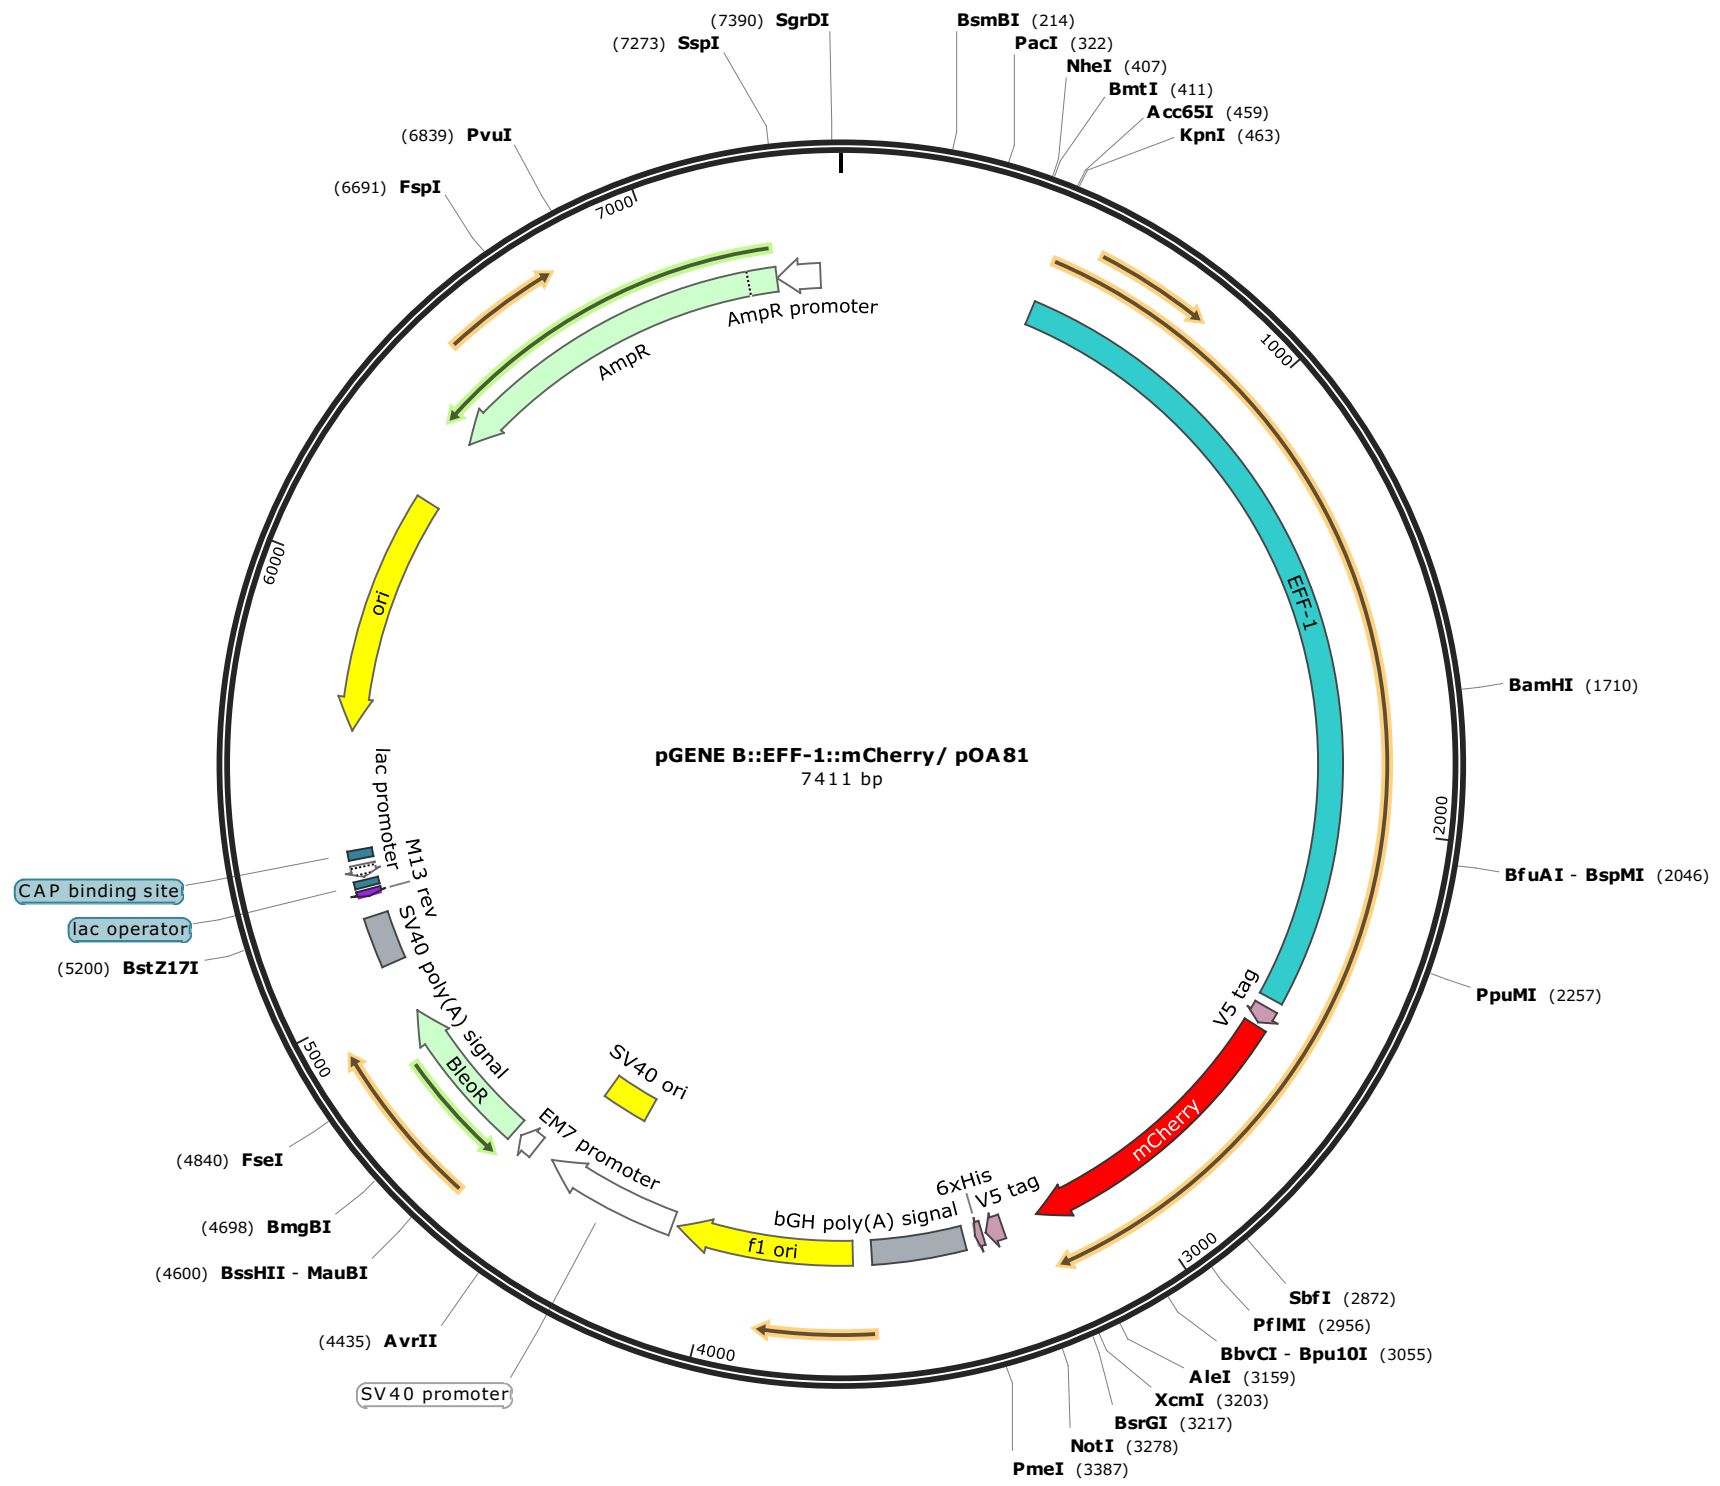 (7390) SgrDI
(7273) SspI
(6839) PvuI
(6691) FspI
BsmBI (214)
PacI (322)
NheI (407)
BmtI (411)
Acc65I (459)
KpnI (463)
7000
1000
AmpR promoter
AmpR
EFF-1
6000
ori
BamHI (1710)
pGENE B::EFF-1::mCherry/ pOA81
7411 bp
2000
BfuAI - BspMI (2046)
lac promoter
M13 rev
CAP binding site
lac operator
(5200) BstZ17I
SV40 poly(A) signal
PpuMI (2257)
V5 tag
5000
BleoR
SV40 ori
EM7 promoter
mCherry
(4840) FseI
6xHis
V5 tag
bGH poly(A) signal
f1 ori
(4698) BmgBI
(4600) BssHII - MauBI
3000
SbfI (2872)
PflMI (2956)
(4435) AvrII
4000
BbvCI - Bpu10I (3055)
AleI (3159)
SV40 promoter
XcmI (3203)
BsrGI (3217)
NotI (3278)
PmeI (3387)